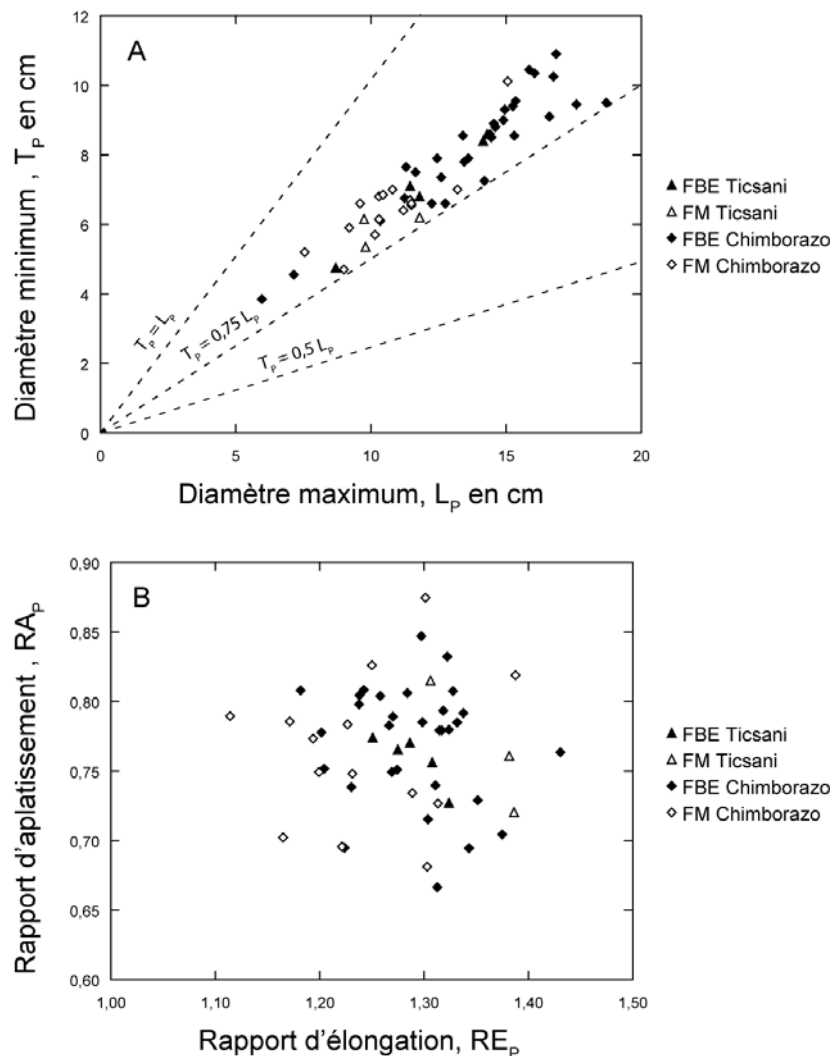 A
12
10
8
6
4
2
0
0
5
10
15
20
Diamètre minimum , T_P en cm
Diamètre maximum, L_P en cm
T_P = L_P
T_P = 0,75 L_P
T_P = 0,5 L_P
FBE Ticsani
FM Ticsani
FBE Chimborazo
FM Chimborazo
B
0,90
0,85
0,80
0,75
0,70
0,65
0,60
1,00
1,10
1,20
1,30
1,40
1,50
Rapport d'aplatissement , RA_P
Rapport d'élongation, RE_P
FBE Ticsani
FM Ticsani
FBE Chimborazo
FM Chimborazo